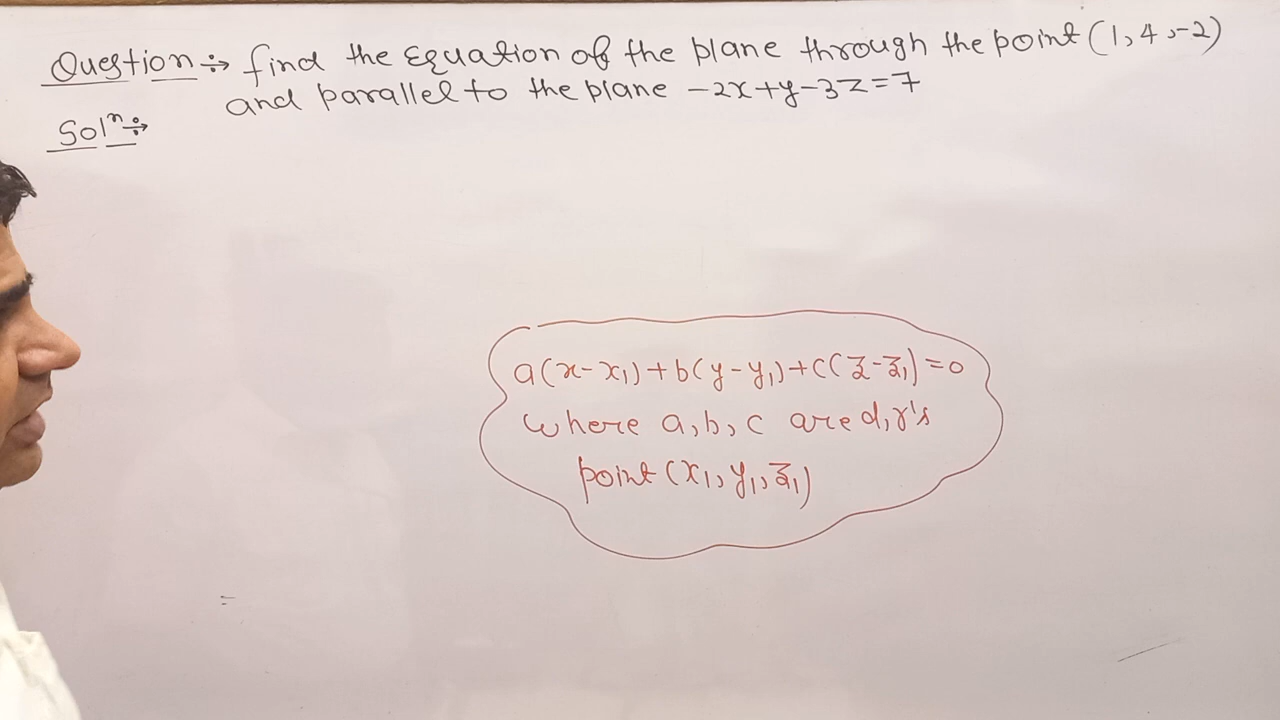 Question÷ find the Equation of the plane through the point (1, 4, -2)
and parallel to the plane -2x+y-3z=7
Solⁿ÷
a(x-x₁)+b(y-y₁)+c(z-z₁)=0
where a, b, c are d,r's
point (x₁, y₁, z₁)